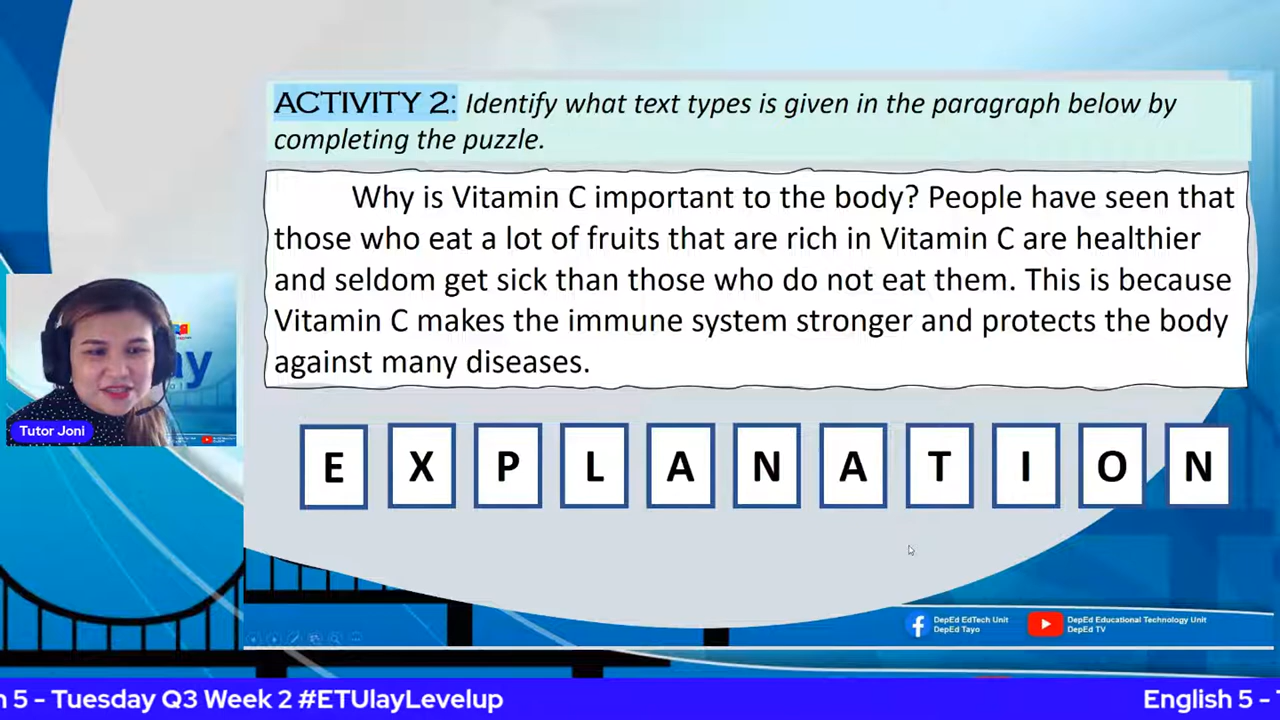 ACTIVITY 2: Identify what text types is given in the paragraph below by
completing the puzzle.
Why is Vitamin C important to the body? People have seen that
those who eat a lot of fruits that are rich in Vitamin C are healthier
and seldom get sick than those who do not eat them. This is because
Vitamin C makes the immune system stronger and protects the body
against many diseases.
ay
Tutor Joni
E X P L A N A T I O N
DepEd EdTech Unit
DepEd Tayo
DepEd Educational Technology Unit
DepEd TV
h 5 - Tuesday Q3 Week 2 #ETUlayLevelup
English 5 - T